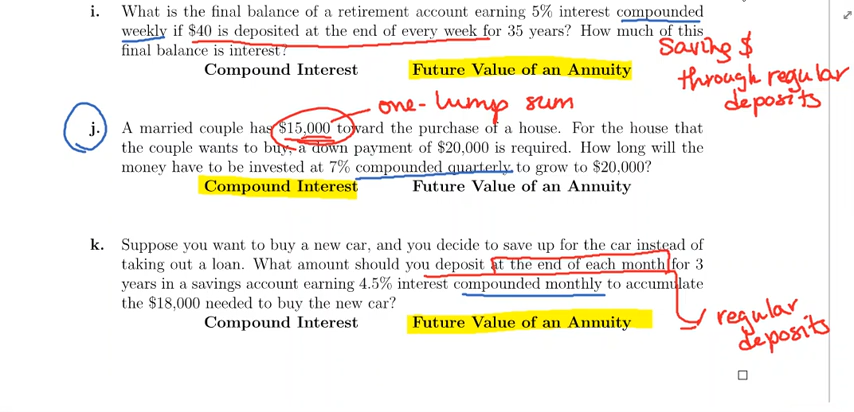 i. What is the final balance of a retirement account earning 5% interest compounded
weekly if $40 is deposited at the end of every week for 35 years? How much of this
final balance is interest?
Saving $
through regular
deposits
Compound Interest Future Value of an Annuity
one-lump sum
j. A married couple has $15,000 toward the purchase of a house. For the house that
the couple wants to buy, a down payment of $20,000 is required. How long will the
money have to be invested at 7% compounded quarterly to grow to $20,000?
Compound Interest Future Value of an Annuity
k. Suppose you want to buy a new car, and you decide to save up for the car instead of
taking out a loan. What amount should you deposit at the end of each month for 3
years in a savings account earning 4.5% interest compounded monthly to accumulate
the $18,000 needed to buy the new car?
Compound Interest Future Value of an Annuity
regular
deposits